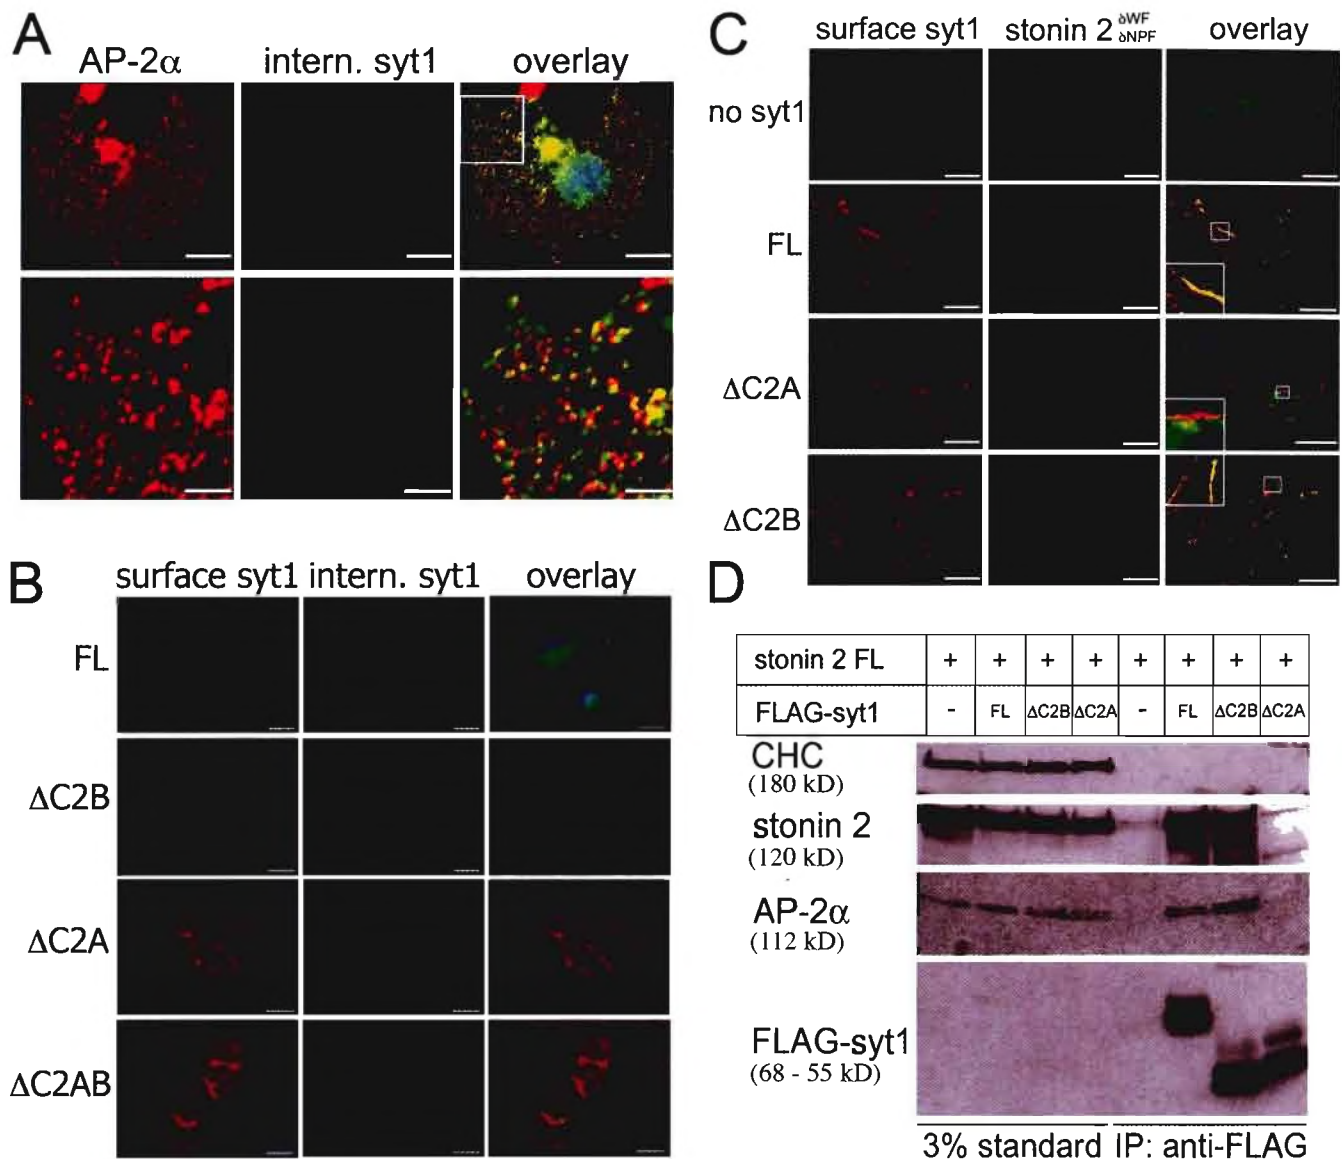 A
AP-2α intern. syt1 overlay
B
surface syt1 intern. syt1 overlay
FL
ΔC2B
ΔC2A
ΔC2AB
C
surface syt1 stonin 2 δWF δNPF overlay
no syt1
FL
ΔC2A
ΔC2B
D
stonin 2 FL + + + + + + + +
FLAG-syt1 - FL ΔC2B ΔC2A - FL ΔC2B ΔC2A
CHC
(180 kD)
stonin 2
(120 kD)
AP-2α
(112 kD)
FLAG-syt1
(68 - 55 kD)
3% standard IP: anti-FLAG